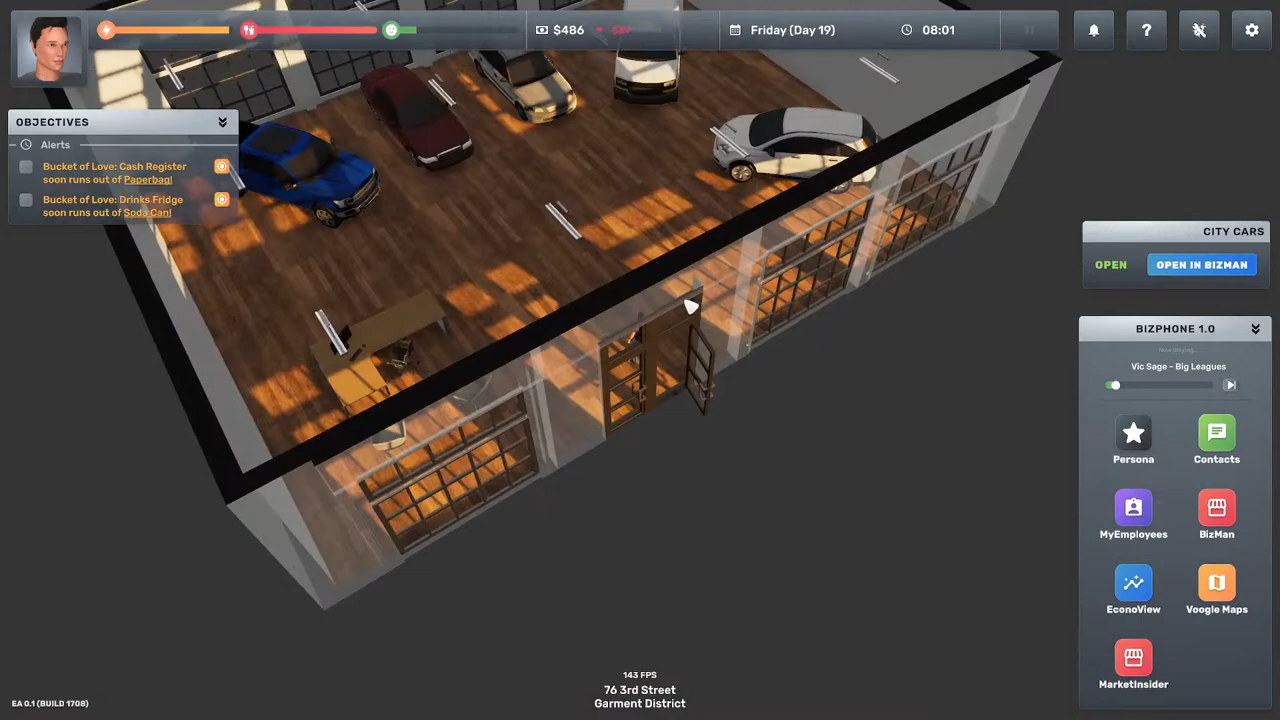 $486
Friday (Day 19)
08:01
?
OBJECTIVES
Alerts
Bucket of Love: Cash Register
soon runs out of Paperbag!
Bucket of Love: Drinks Fridge
soon runs out of Soda Can!
CITY CARS
OPEN
OPEN IN BIZMAN
BIZPHONE 1.0
Now playing...
Vic Sage - Big Leagues
Persona
Contacts
MyEmployees
BizMan
EconoView
Voogle Maps
MarketInsider
143 FPS
76 3rd Street
Garment District
EA 0.1 (BUILD 1708)